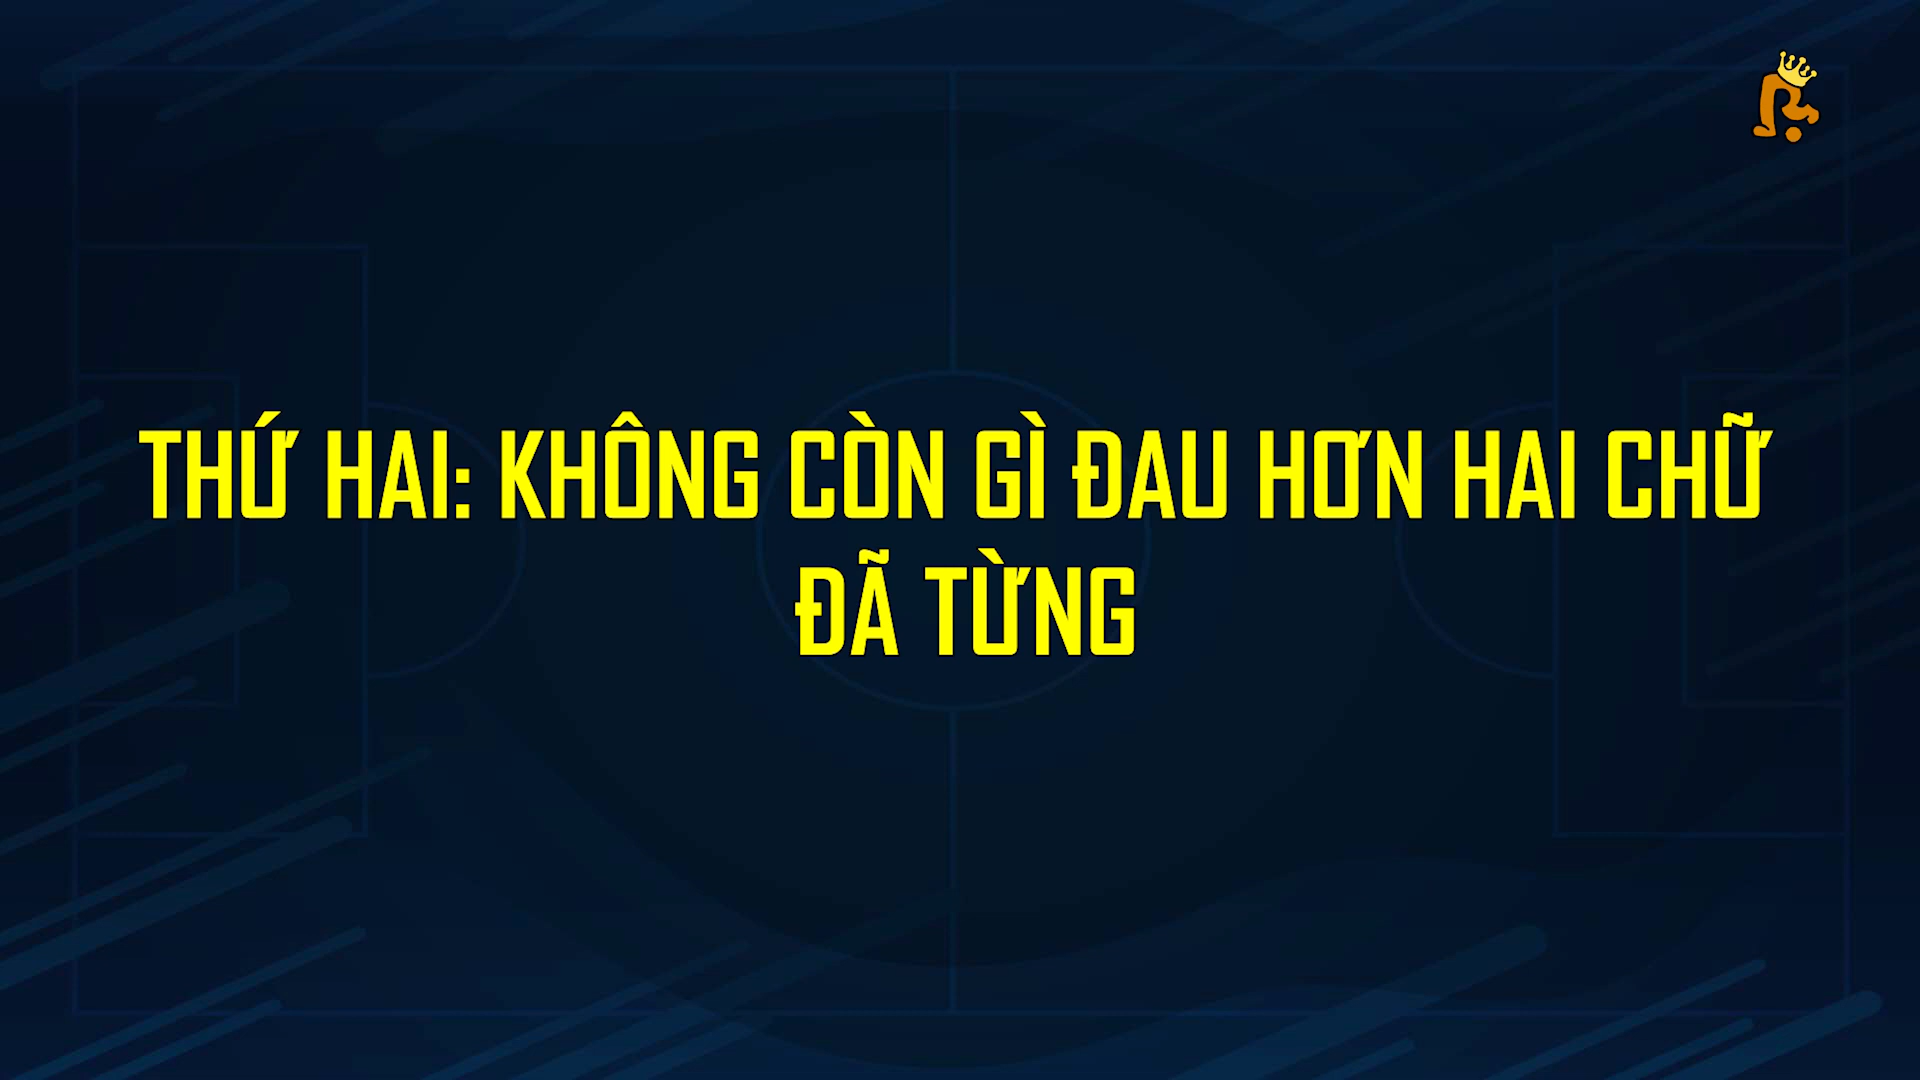 THỨ HAI: KHÔNG CÒN GÌ ĐAU HƠN HAI CHỮ
ĐÃ TỪNG